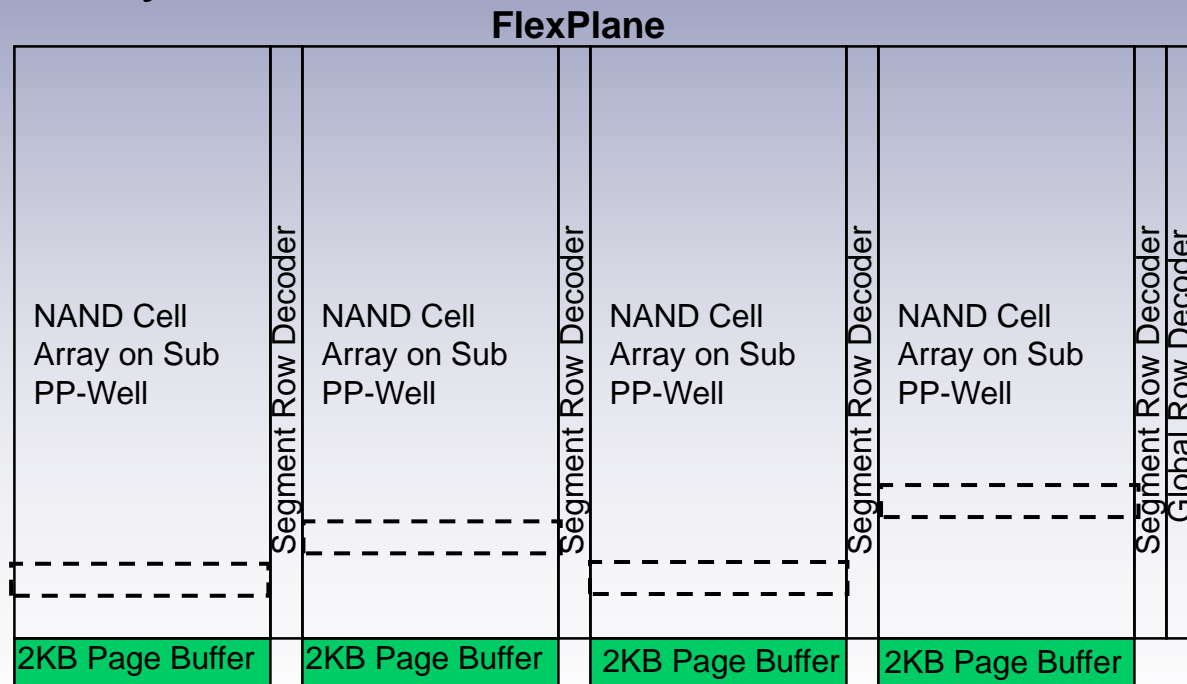 FlexPlane
NAND Cell
Array on Sub
PP-Well
Segment Row Decoder
NAND Cell
Array on Sub
PP-Well
Segment Row Decoder
NAND Cell
Array on Sub
PP-Well
Segment Row Decoder
NAND Cell
Array on Sub
PP-Well
Segment Row Decoder
Global Row Decoder
2KB Page Buffer
2KB Page Buffer
2KB Page Buffer
2KB Page Buffer